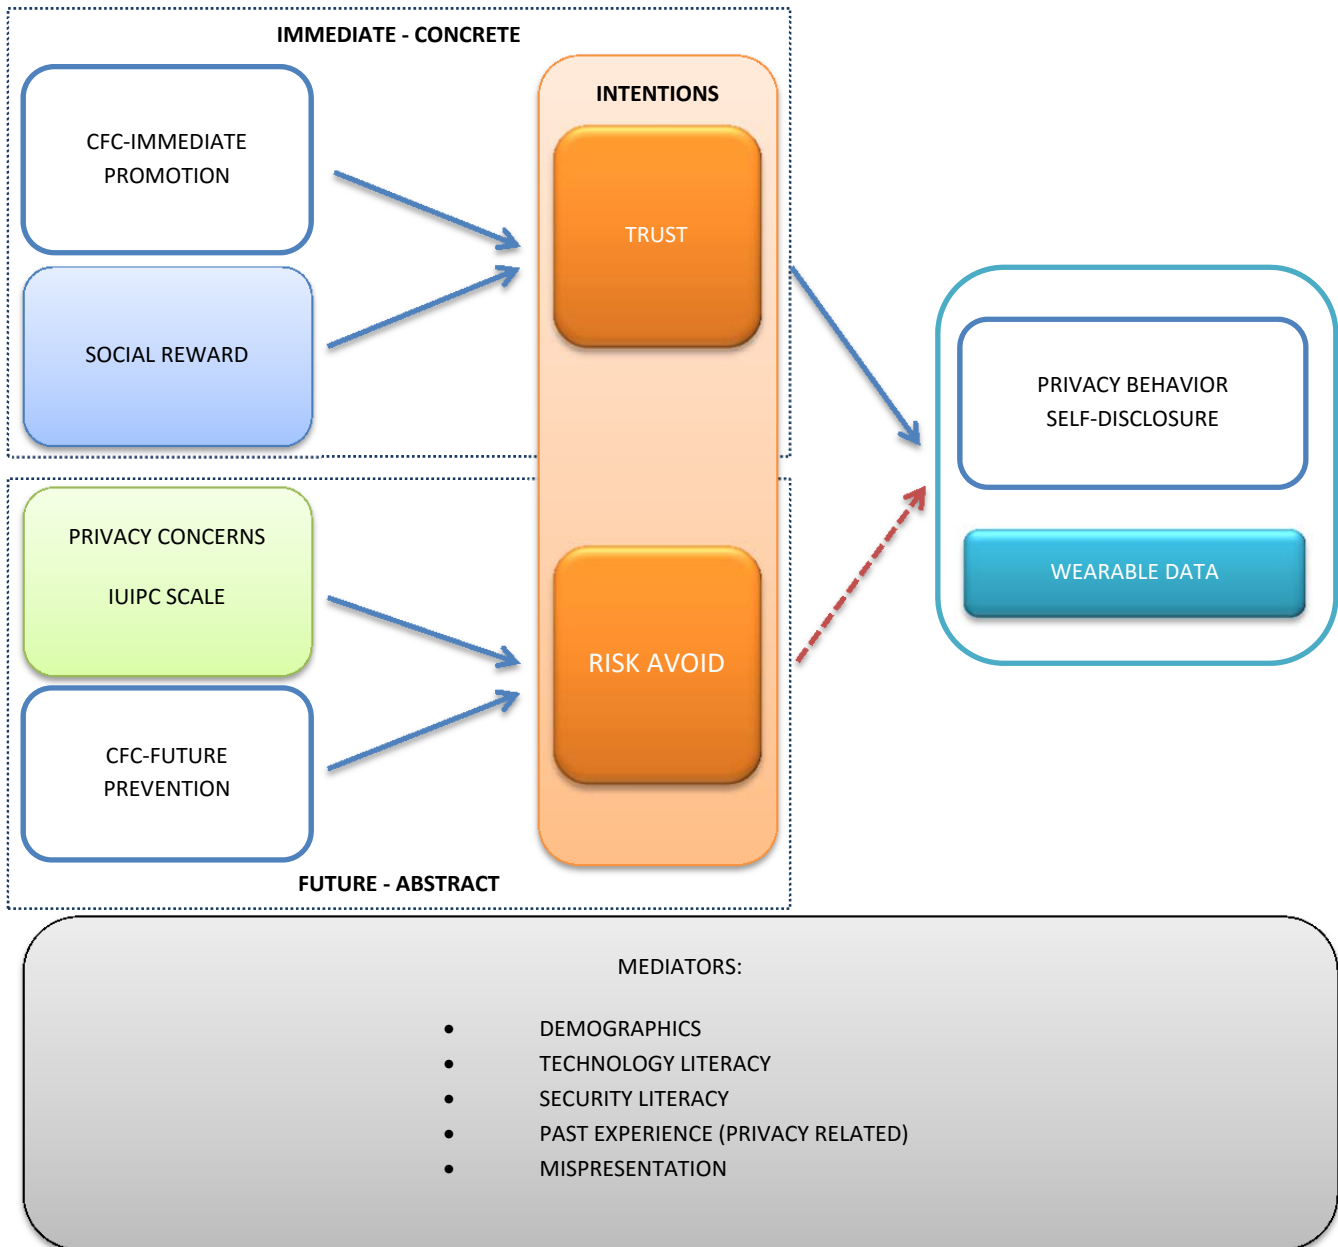 IMMEDIATE - CONCRETE
CFC-IMMEDIATE
PROMOTION
SOCIAL REWARD
INTENTIONS
TRUST
PRIVACY CONCERNS
IUIPC SCALE
CFC-FUTURE
PREVENTION
RISK AVOID
FUTURE - ABSTRACT
PRIVACY BEHAVIOR
SELF-DISCLOSURE
WEARABLE DATA
MEDIATORS:
• DEMOGRAPHICS
• TECHNOLOGY LITERACY
• SECURITY LITERACY
• PAST EXPERIENCE (PRIVACY RELATED)
• MISPRESENTATION